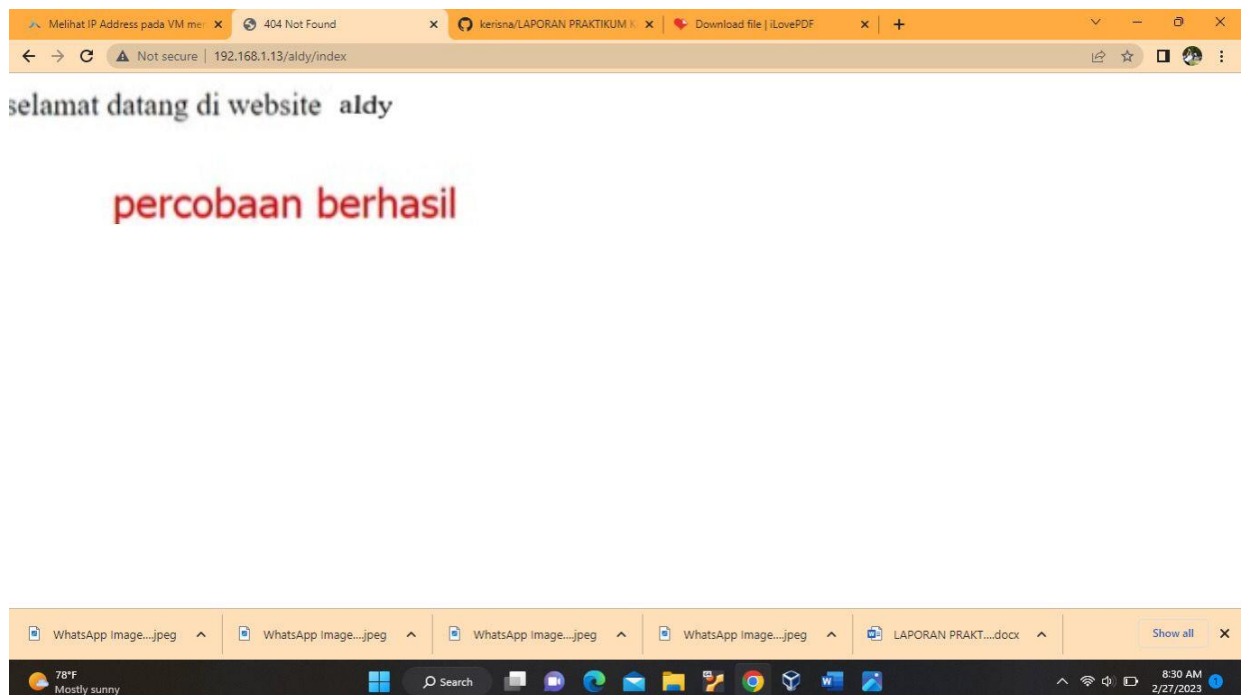 Melihat IP Address pada VM me
404 Not Found
kerisna/LAPORAN PRAKTIKUM K
Download file | iLovePDF
Not secure | 192.168.1.13/aldy/index
selamat datang di website aldy
percobaan berhasil
WhatsApp Image....jpeg
WhatsApp Image....jpeg
WhatsApp Image....jpeg
WhatsApp Image....jpeg
LAPORAN PRAKT....docx
Show all
78°F
Mostly sunny
Search
8:30 AM
2/27/2023
1